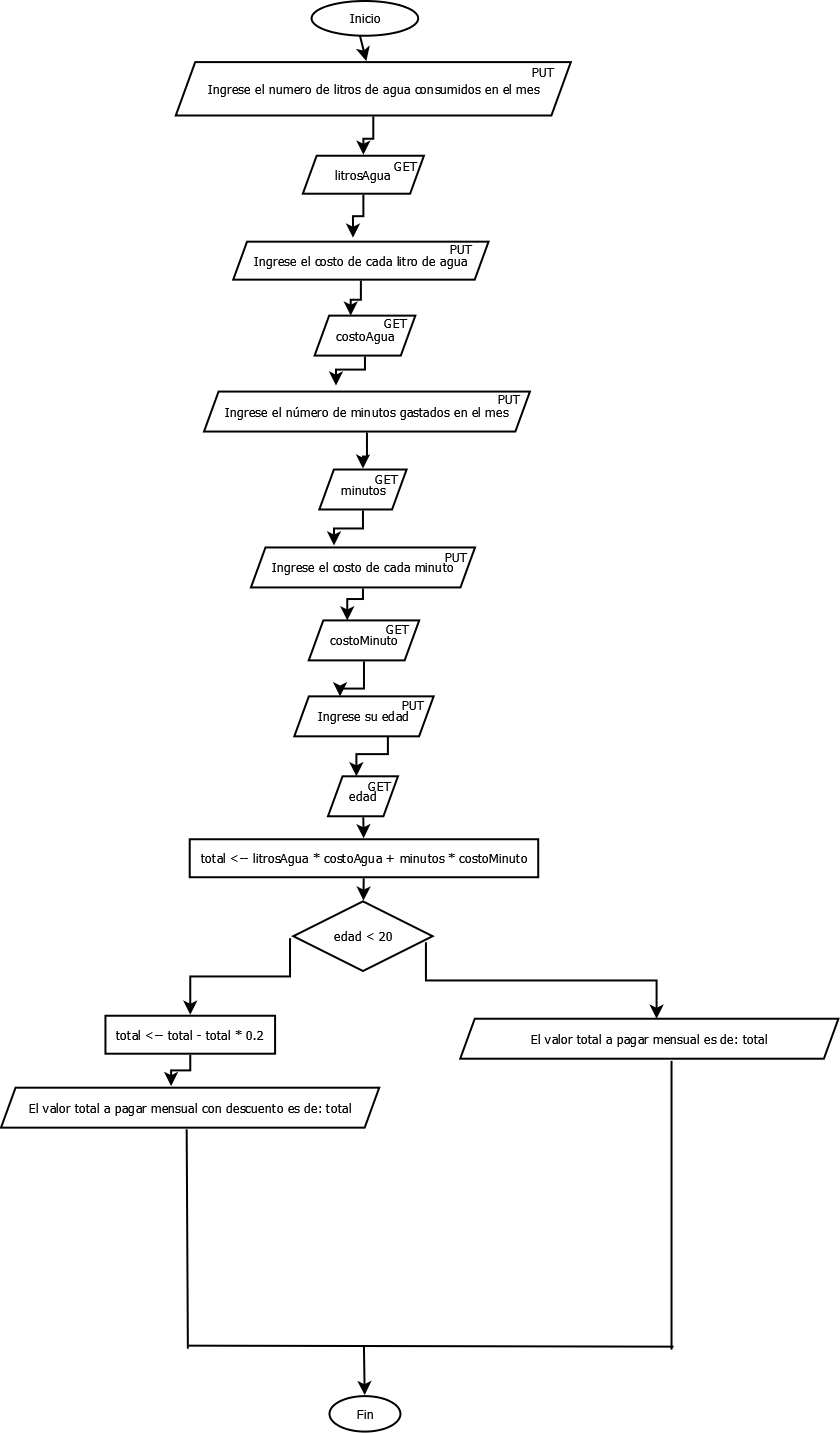 Inicio
PUT
Ingrese el numero de litros de agua consumidos en el mes
GET
litrosAgua
PUT
Ingrese el costo de cada litro de agua
GET
costoAgua
PUT
Ingrese el número de minutos gastados en el mes
GET
minutos
PUT
Ingrese el costo de cada minuto
GET
costoMinuto
PUT
Ingrese su edad
GET
edad
total <-- litrosAgua * costoAgua + minutos * costoMinuto
edad < 20
total <-- total - total * 0.2
El valor total a pagar mensual es de: total
El valor total a pagar mensual con descuento es de: total
Fin